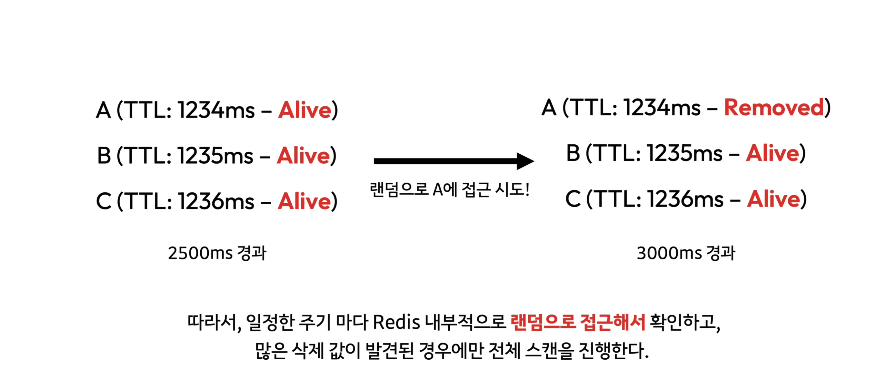 A (TTL: 1234ms – Alive)
B (TTL: 1235ms – Alive)
C (TTL: 1236ms – Alive)
2500ms 경과
랜덤으로 A에 접근 시도!
A (TTL: 1234ms – Removed)
B (TTL: 1235ms – Alive)
C (TTL: 1236ms – Alive)
3000ms 경과
따라서, 일정한 주기 마다 Redis 내부적으로 랜덤으로 접근해서 확인하고,
많은 삭제 값이 발견된 경우에만 전체 스캔을 진행한다.